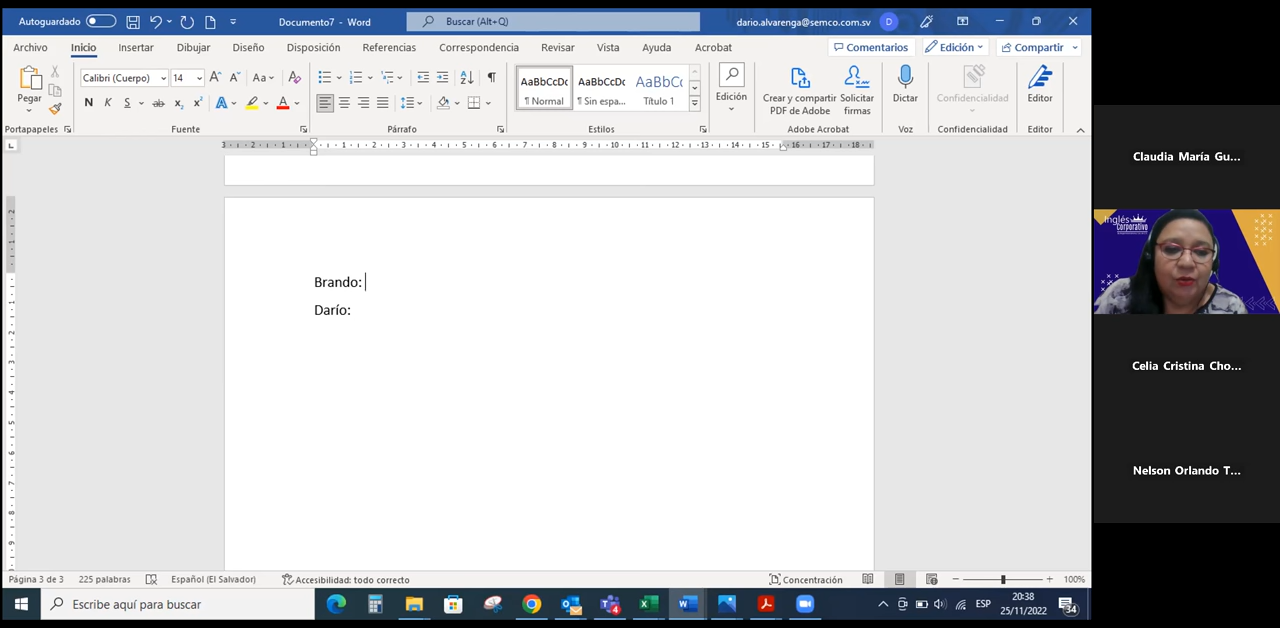 Autoguardado
Documento7 - Word
Buscar (Alt+Q)
dario.alvarenga@semco.com.sv
D
Archivo Inicio Insertar Dibujar Diseño Disposición Referencias Correspondencia Revisar Vista Ayuda Acrobat
Comentarios Edición Compartir
Pegar
Calibri (Cuerpo) 14
N K S
AaBbCcDc AaBbCcDc AaBbCc
¶ Normal ¶ Sin espa... Título 1
Edición
Crear y compartir PDF de Adobe
Solicitar firmas
Dictar
Confidencialidad
Editor
Portapapeles Fuente Párrafo Estilos Adobe Acrobat Voz Confidencialidad Editor
Brando:
Darío:
Página 3 de 3 225 palabras Español (El Salvador) Accesibilidad: todo correcto Concentración 100%
Escribe aquí para buscar
ESP
20:38
25/11/2022
34
Claudia María Gu...
Inglés
Corporativo
Celia Cristina Cho...
Nelson Orlando T...